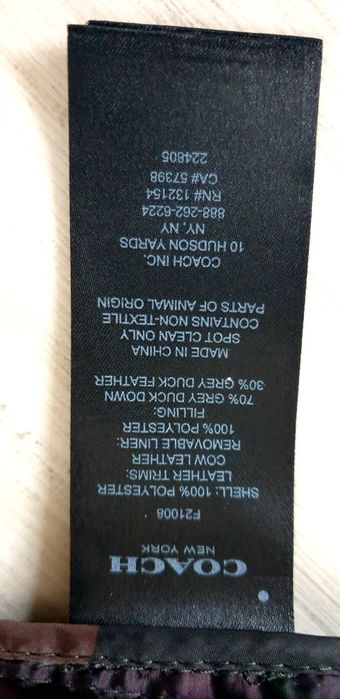 COACH
NEW YORK
F21008
SHELL: 100% POLYESTER
LEATHER TRIMS:
COW LEATHER
REMOVABLE LINER:
100% POLYESTER
FILLING:
70% GREY DUCK DOWN
30% GREY DUCK FEATHER
MADE IN CHINA
SPOT CLEAN ONLY
CONTAINS NON-TEXTILE
PARTS OF ANIMAL ORIGIN
COACH INC.
10 HUDSON YARDS
NY, NY
888-262-6224
RN# 132154
CA# 57398
224805